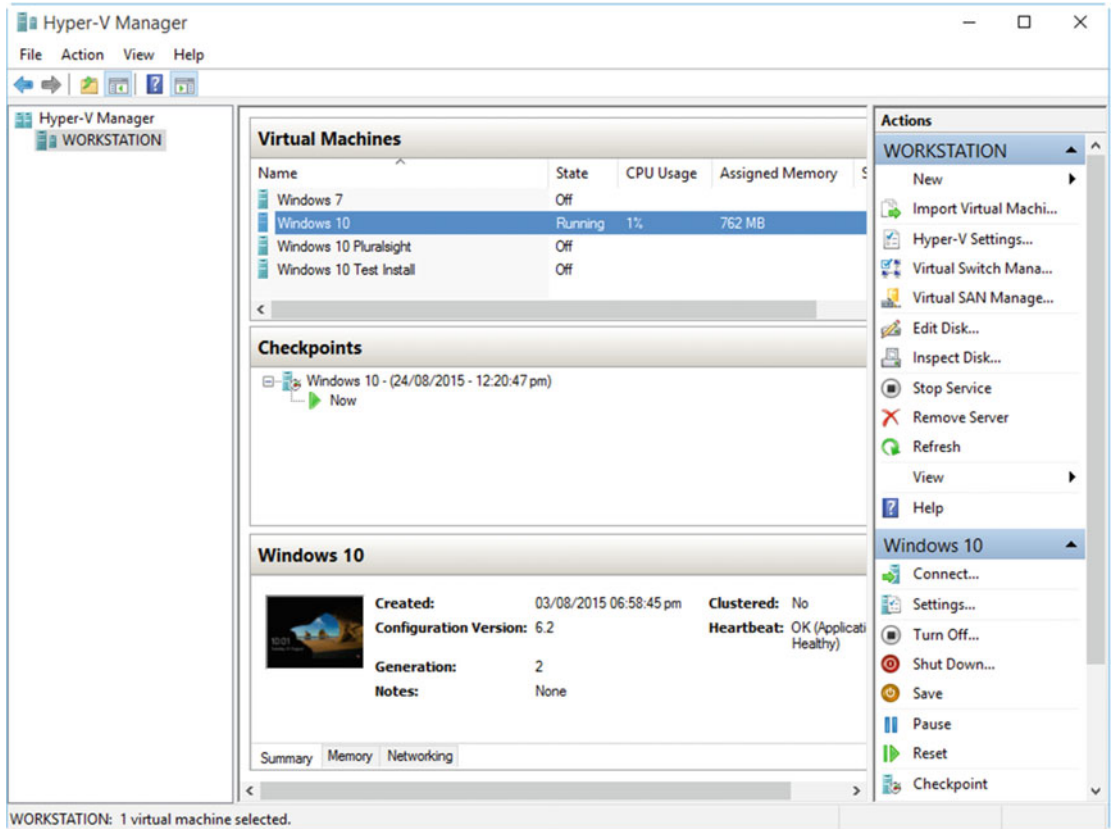 Hyper-V Manager
File Action View Help
Hyper-V Manager
WORKSTATION
Virtual Machines
Name State CPU Usage Assigned Memory
Windows 7 Off
Windows 10 Running 1% 762 MB
Windows 10 Pluralsight Off
Windows 10 Test Install Off
Checkpoints
Windows 10 - (24/08/2015 - 12:20:47 pm)
Now
Windows 10
10:01
Created: 03/08/2015 06:58:45 pm Clustered: No
Configuration Version: 6.2 Heartbeat: OK (Applicati
Healthy)
Generation: 2
Notes: None
Summary Memory Networking
Actions
WORKSTATION
New
Import Virtual Machi...
Hyper-V Settings...
Virtual Switch Mana...
Virtual SAN Manage...
Edit Disk...
Inspect Disk...
Stop Service
Remove Server
Refresh
View
Help
Windows 10
Connect...
Settings...
Turn Off...
Shut Down...
Save
Pause
Reset
Checkpoint
WORKSTATION: 1 virtual machine selected.